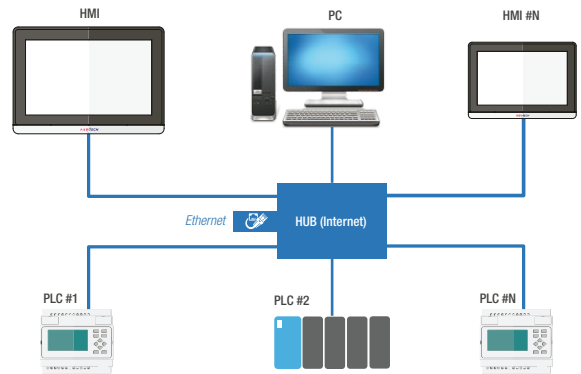 HMI
PC
HMI #N
Ethernet
HUB (Internet)
PLC #1
PLC #2
PLC #N